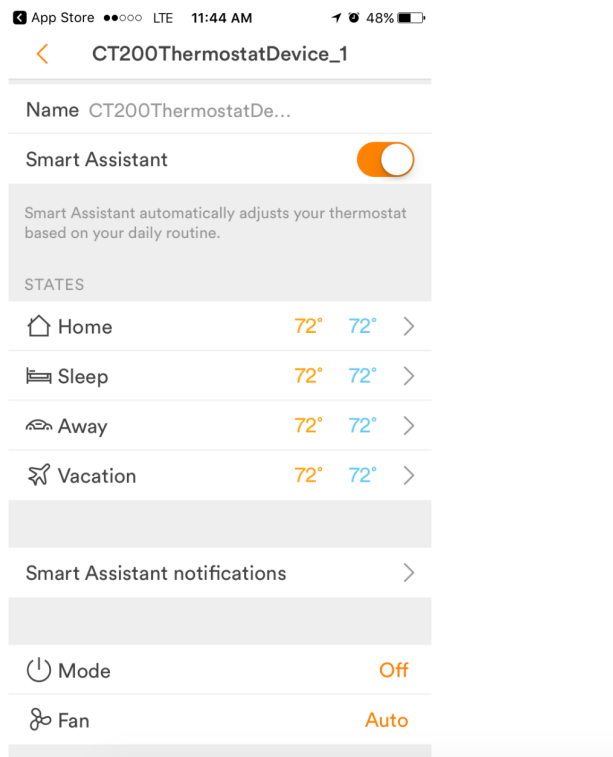 App Store LTE 11:44 AM 48%
CT200ThermostatDevice_1
Name CT200ThermostatDe...
Smart Assistant
Smart Assistant automatically adjusts your thermostat
based on your daily routine.
STATES
Home 72° 72°
Sleep 72° 72°
Away 72° 72°
Vacation 72° 72°
Smart Assistant notifications
Mode Off
Fan Auto